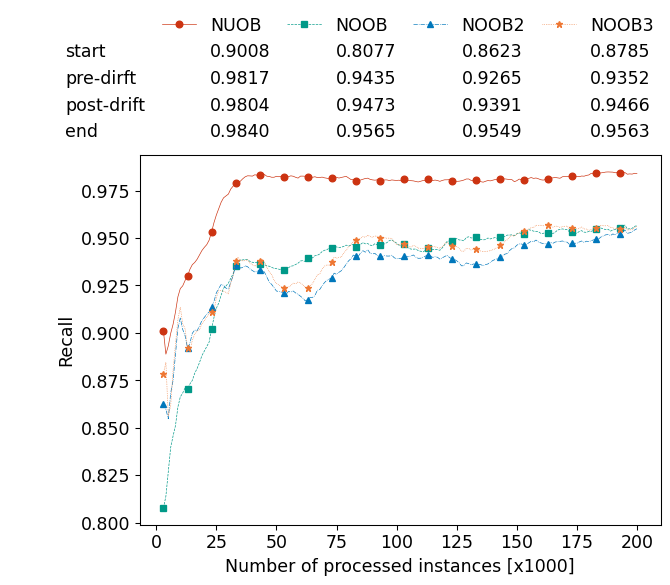 NUOB NOOB NOOB2 NOOB3
start 0.9008 0.8077 0.8623 0.8785
pre-dirft 0.9817 0.9435 0.9265 0.9352
post-drift 0.9804 0.9473 0.9391 0.9466
end 0.9840 0.9565 0.9549 0.9563
0.975
0.950
0.925
0.900
0.875
0.850
0.825
0.800
Recall
0 25 50 75 100 125 150 175 200
Number of processed instances [x1000]